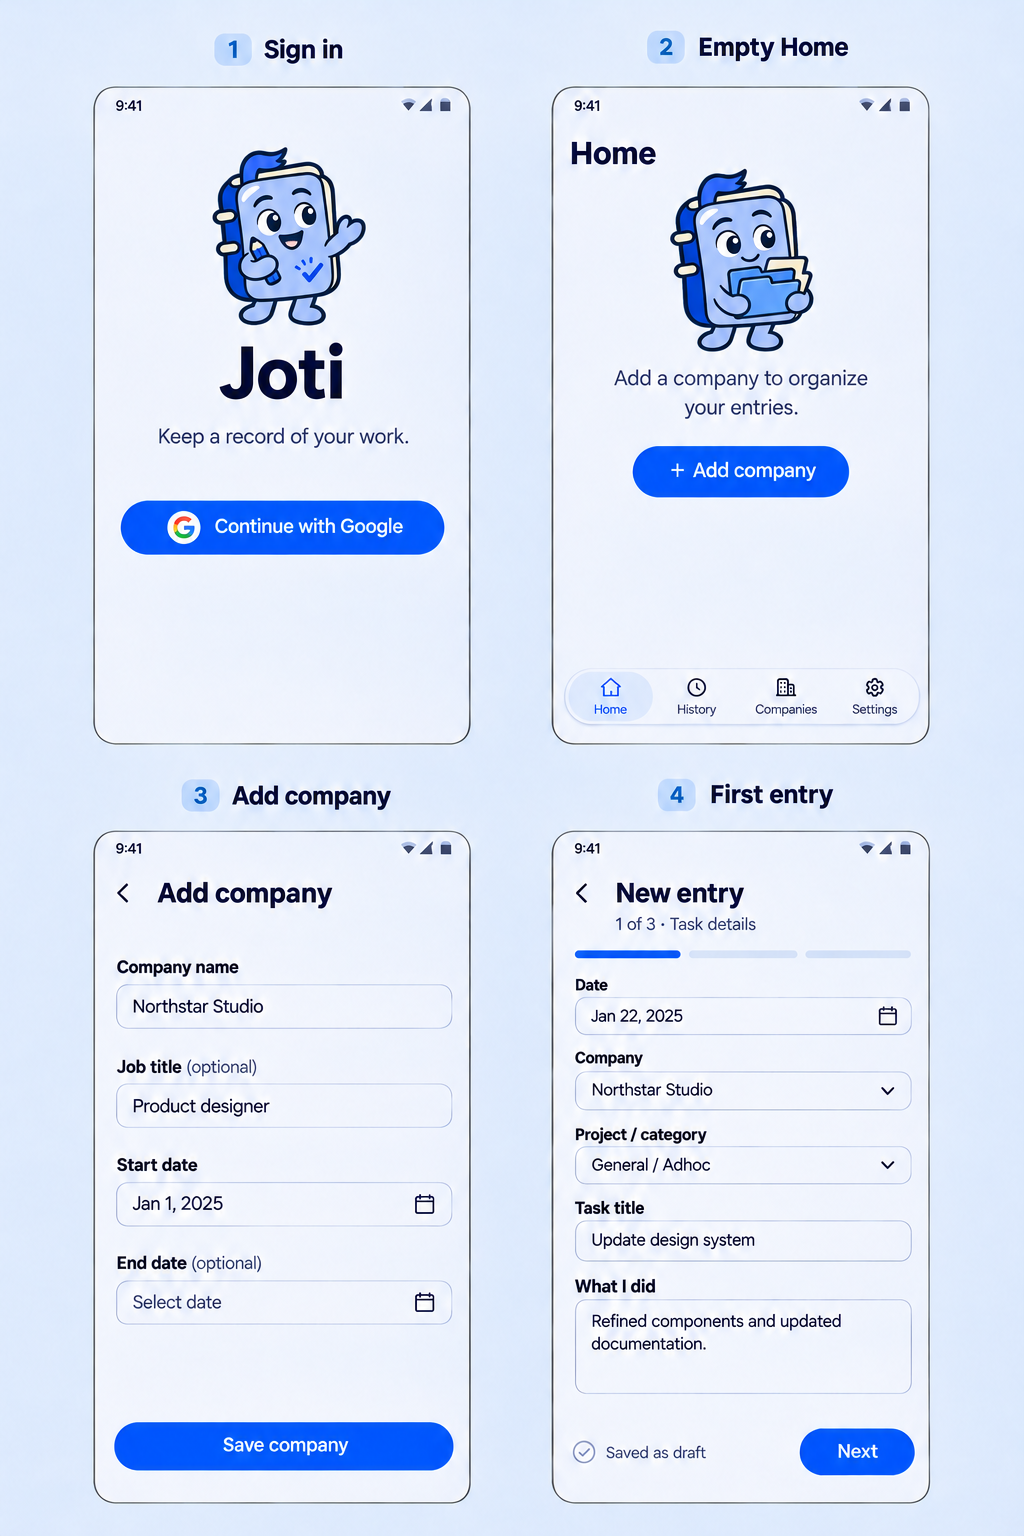 1 Sign in
9:41
Joti
Keep a record of your work.
Continue with Google
2 Empty Home
9:41
Home
Add a company to organize
your entries.
+ Add company
Home
History
Companies
Settings
3 Add company
9:41
Add company
Company name
Northstar Studio
Job title (optional)
Product designer
Start date
Jan 1, 2025
End date (optional)
Select date
Save company
4 First entry
9:41
New entry
1 of 3 • Task details
Date
Jan 22, 2025
Company
Northstar Studio
Project / category
General / Adhoc
Task title
Update design system
What I did
Refined components and updated
documentation.
Saved as draft
Next